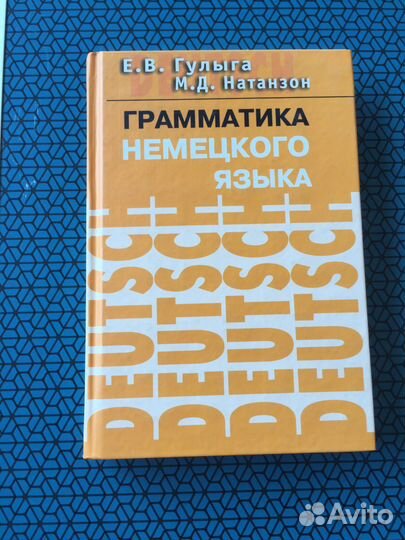 Е.В. Гулыга
М.Д. Натанзон
ГРАММАТИКА
НЕМЕЦКОГО
ЯЗЫКА
DEUTSCH
DEUTSCH
DEUTSCH
DEUTSCH
Avito